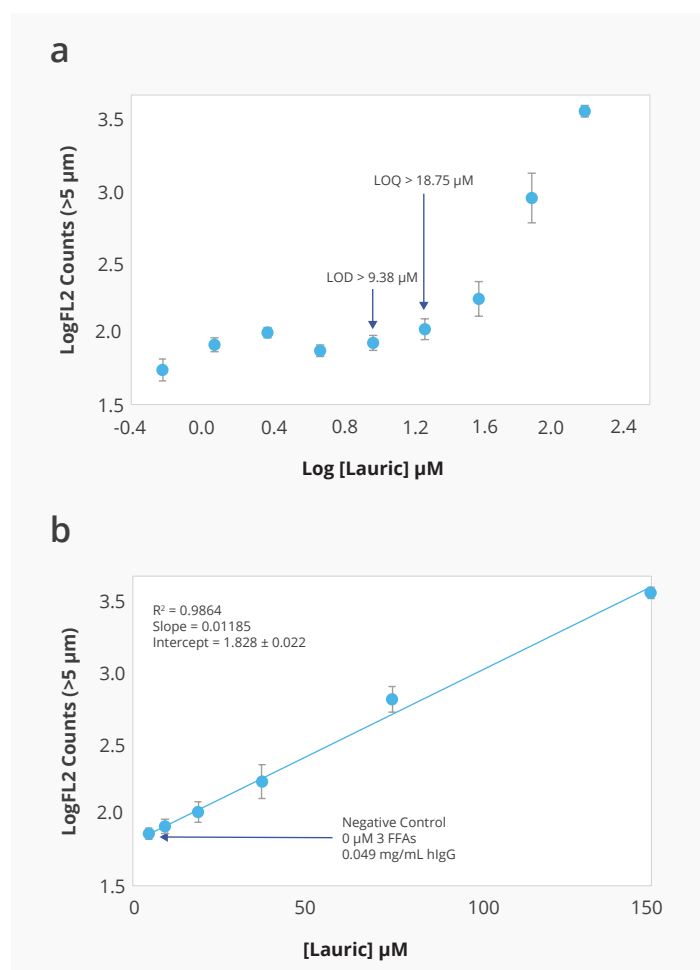 a
LogFL2 Counts (>5 µm)
3.5
3.0
2.5
2.0
1.5
LOQ > 18.75 µM
LOD > 9.38 µM
-0.4 0.0 0.4 0.8 1.2 1.6 2.0 2.4
Log [Lauric] µM
b
LogFL2 Counts (>5 µm)
3.5
3.0
2.5
2.0
1.5
R² = 0.9864
Slope = 0.01185
Intercept = 1.828 ± 0.022
Negative Control
0 µM 3 FFAs
0.049 mg/mL hIgG
0 50 100 150
[Lauric] µM